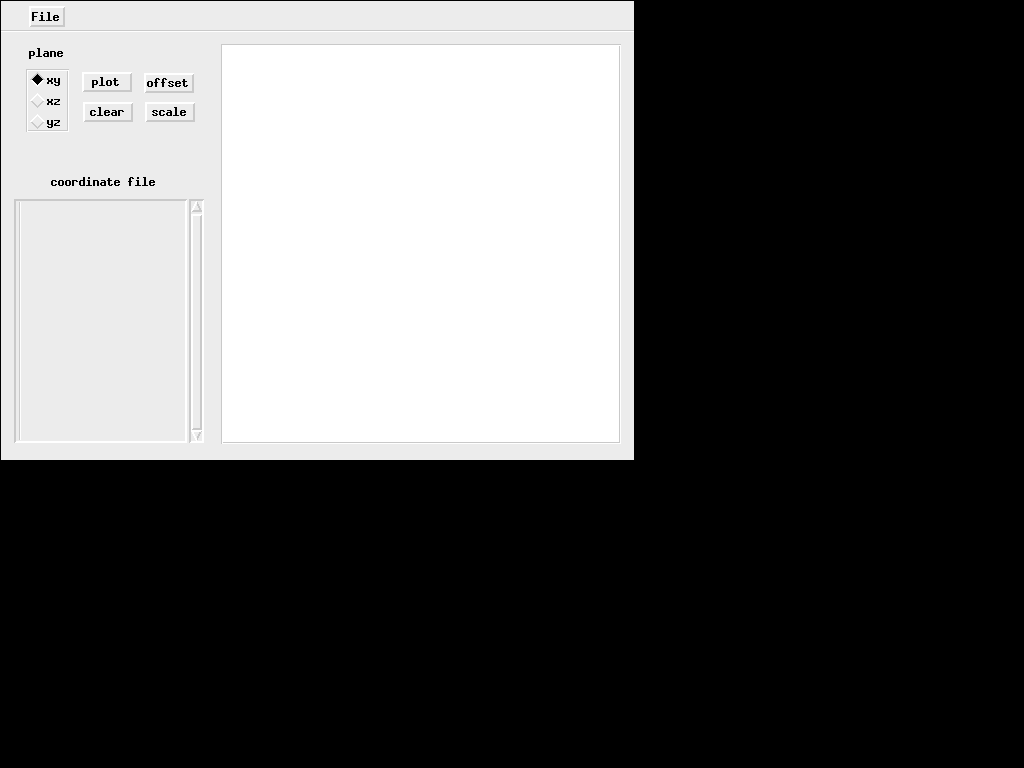 File
plane
xy
plot
offset
xz
clear
scale
yz
coordinate file